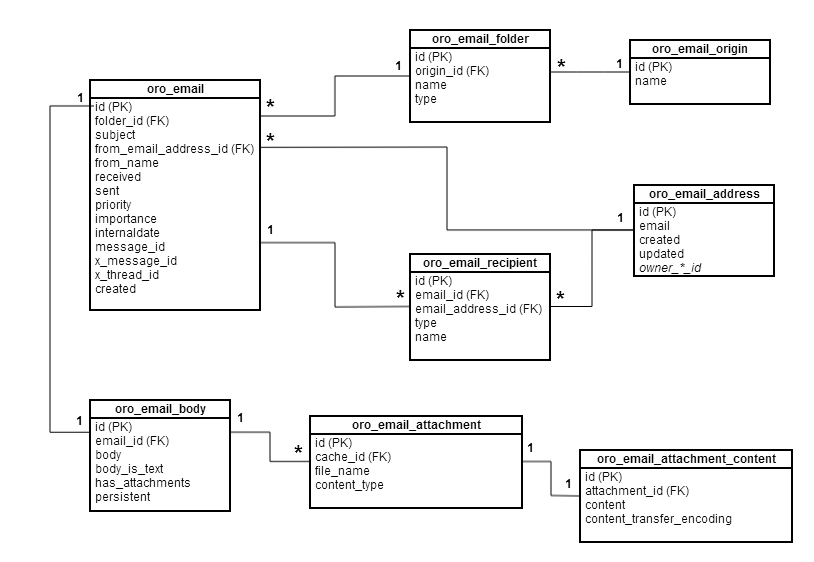 oro_email_folder
id (PK)
origin_id (FK)
name
type
oro_email_origin
id (PK)
name
1
*
*
1
oro_email
id (PK)
folder_id (FK)
subject
from_email_address_id (FK)
from_name
received
sent
priority
importance
internaldate
message_id
x_message_id
x_thread_id
created
1
*
*
1
oro_email_address
id (PK)
email
created
updated
owner_*_id
1
oro_email_recipient
id (PK)
email_id (FK)
email_address_id (FK)
type
name
*
*
oro_email_body
id (PK)
email_id (FK)
body
body_is_text
has_attachments
persistent
1
1
*
oro_email_attachment
id (PK)
cache_id (FK)
file_name
content_type
1
1
oro_email_attachment_content
id (PK)
attachment_id (FK)
content
content_transfer_encoding